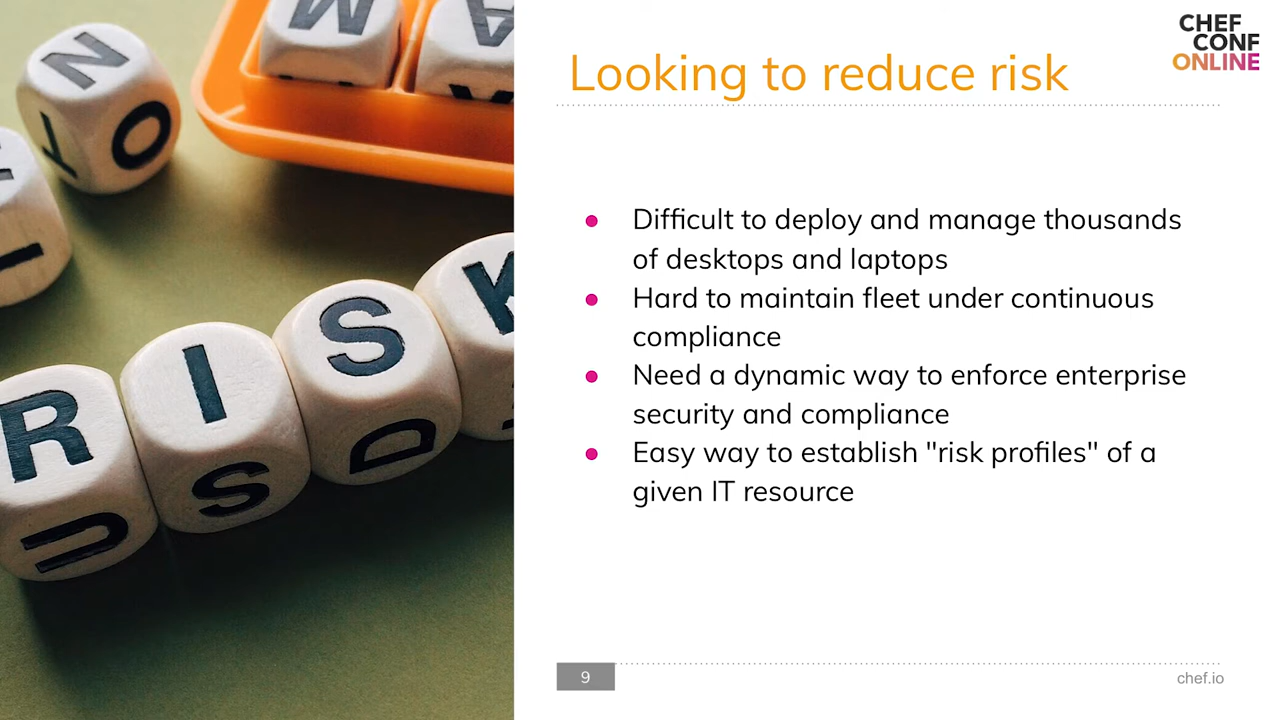 CHEF
CONF
ONLINE
Looking to reduce risk
● Difficult to deploy and manage thousands
of desktops and laptops
● Hard to maintain fleet under continuous
compliance
● Need a dynamic way to enforce enterprise
security and compliance
● Easy way to establish "risk profiles" of a
given IT resource
9
chef.io
N
O
M
A
R I S K
U S D